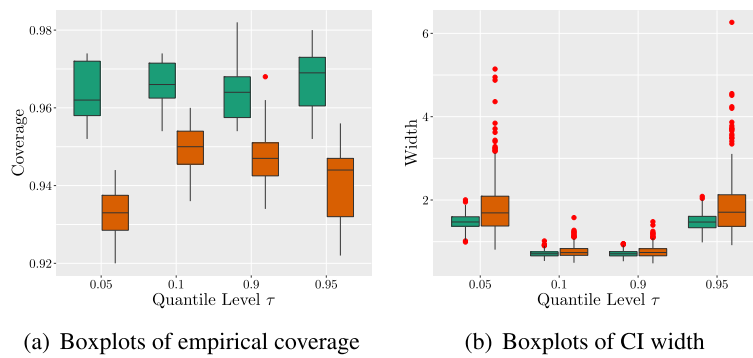 0.98
0.96
0.94
0.92
Coverage
0.05 0.1 0.9 0.95
Quantile Level τ
(a) Boxplots of empirical coverage
6
4
2
Width
0.05 0.1 0.9 0.95
Quantile Level τ
(b) Boxplots of CI width